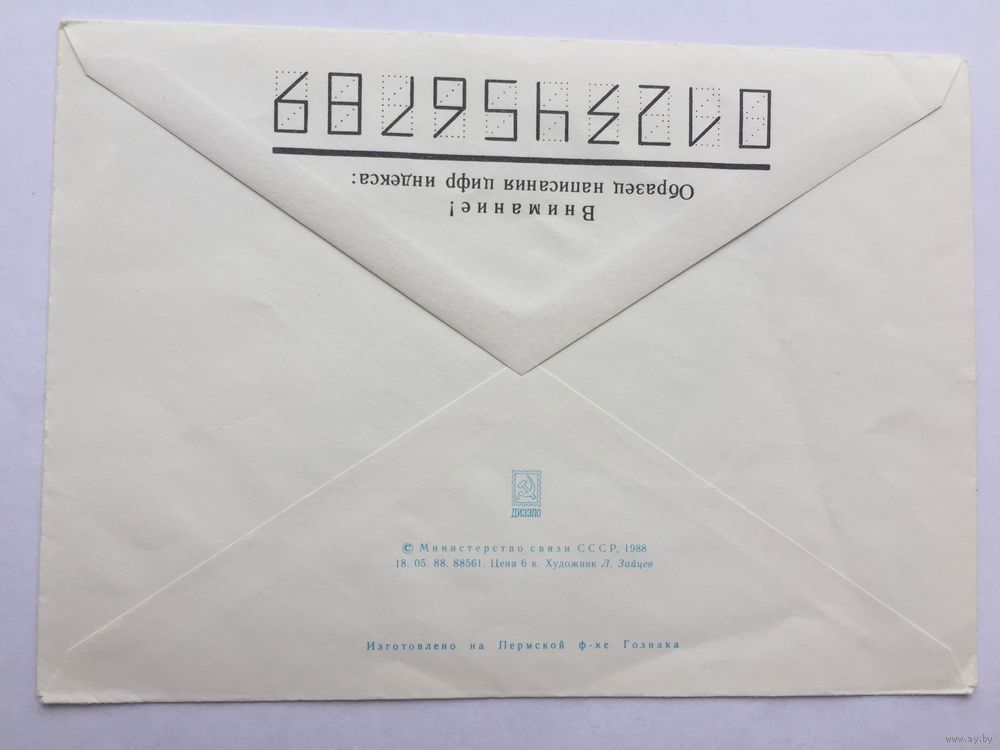 Внимание!
Образец написания цифр индекса:
0123456789
ДИЭЗПО
© Министерство связи СССР, 1988
18. 05. 88. 88561. Цена 6 к. Художник Л. Зайцев
Изготовлено на Пермской ф-ке Гознака
www.ay.by